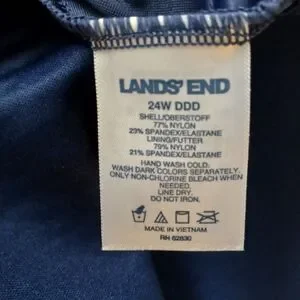 LANDS' END
24W DDD
SHELL/OBERSTOFF
77% NYLON
23% SPANDEX/ELASTANE
LINING/FUTTER
79% NYLON
21% SPANDEX/ELASTANE
HAND WASH COLD.
WASH DARK COLORS SEPARATELY.
ONLY NON-CHLORINE BLEACH WHEN
NEEDED.
LINE DRY.
DO NOT IRON.
MADE IN VIETNAM
RN 62830